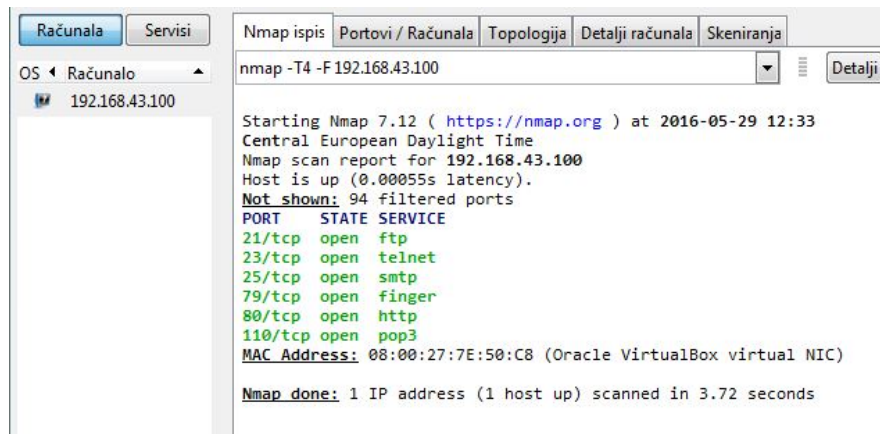 Računala Servisi
Nmap ispis Portovi / Računala Topologija Detalji računala Skeniranja
OS Računalo
nmap -T4 -F 192.168.43.100 Detalji
192.168.43.100
Starting Nmap 7.12 ( https://nmap.org ) at 2016-05-29 12:33
Central European Daylight Time
Nmap scan report for 192.168.43.100
Host is up (0.00055s latency).
Not shown: 94 filtered ports
PORT STATE SERVICE
21/tcp open ftp
23/tcp open telnet
25/tcp open smtp
79/tcp open finger
80/tcp open http
110/tcp open pop3
MAC Address: 08:00:27:7E:50:C8 (Oracle VirtualBox virtual NIC)
Nmap done: 1 IP address (1 host up) scanned in 3.72 seconds